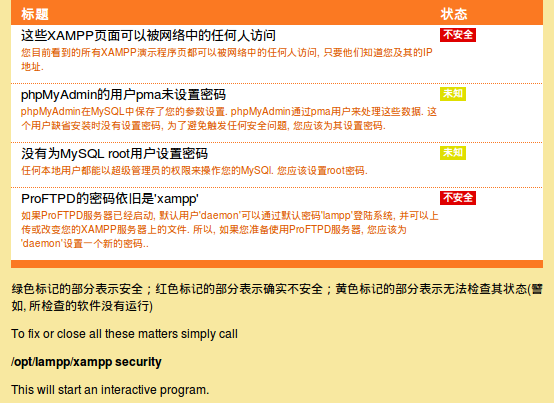 标题 状态
这些XAMPP页面可以被网络中的任何人访问 不安全
您目前看到的所有XAMPP演示程序页都可以被网络中的任何人访问, 只要他们知道您及其的IP
地址.
phpMyAdmin的用户pma未设置密码 未知
phpMyAdmin在MySQL中保存了您的参数设置. phpMyAdmin通过pma用户来处理这些数据. 这
个用户缺省安装时没有设置密码, 为了避免触发任何安全问题, 您应该为其设置密码.
没有为MySQL root用户设置密码 未知
任何本地用户都能以超级管理员的权限来操作您的MySQl. 您应该设置root密码.
ProFTPD的密码依旧是'xampp' 不安全
如果ProFTPD服务器已经启动, 默认用户'daemon'可以通过默认密码'lampp'登陆系统, 并可以上
传或改变您的XAMPP服务器上的文件. 所以, 如果您准备使用ProFTPD服务器, 您应该为
'daemon'设置一个新的密码..
绿色标记的部分表示安全；红色标记的部分表示确实不安全；黄色标记的部分表示无法检查其状态(譬
如, 所检查的软件没有运行)
To fix or close all these matters simply call
/opt/lampp/xampp security
This will start an interactive program.